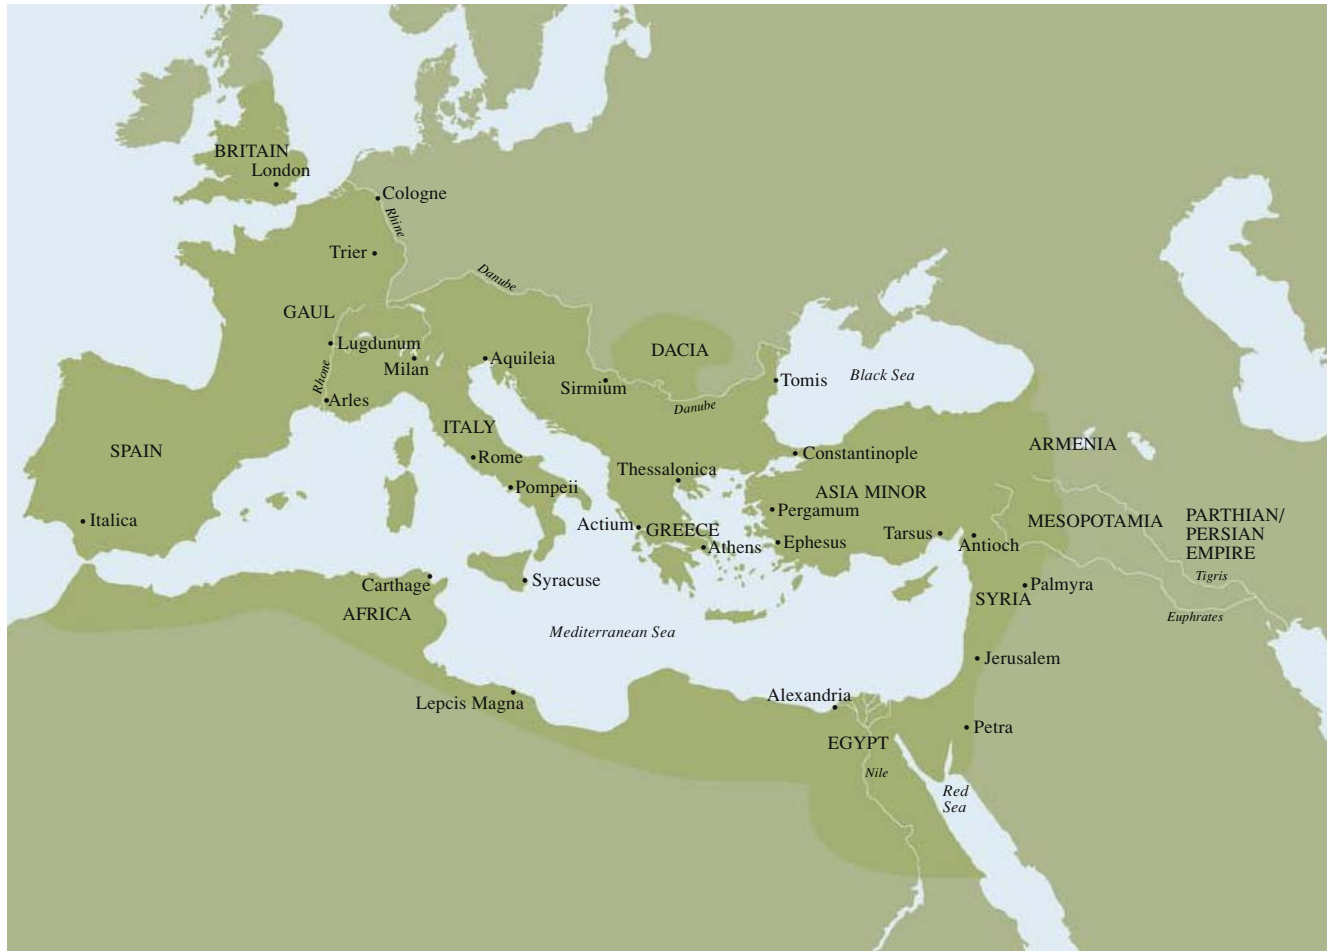 BRITAIN
London
Cologne
Rhine
Trier
Danube
GAUL
Lugdunum
Milan
Aquileia
DACIA
Sirmium
Tomis
Black Sea
Rhone
Arles
Danube
ITALY
SPAIN
Rome
Constantinople
ARMENIA
Thessalonica
Pompeii
ASIA MINOR
Pergamum
Italica
Actium
GREECE
Athens
Ephesus
Tarsus
Antioch
MESOPOTAMIA
PARTHIAN/
PERSIAN
EMPIRE
Tigris
Carthage
Syracuse
Palmyra
SYRIA
AFRICA
Euphrates
Mediterranean Sea
Jerusalem
Lepcis Magna
Alexandria
Petra
EGYPT
Nile
Red
Sea